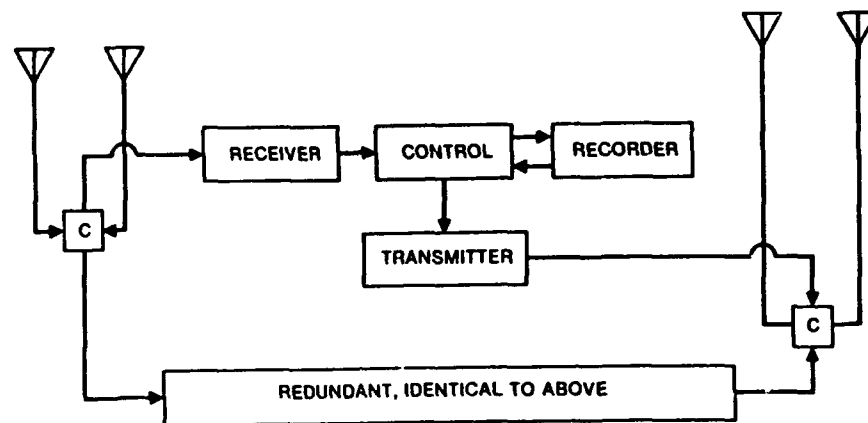 RECEIVER
CONTROL
RECORDER
C
TRANSMITTER
C
REDUNDANT, IDENTICAL TO ABOVE